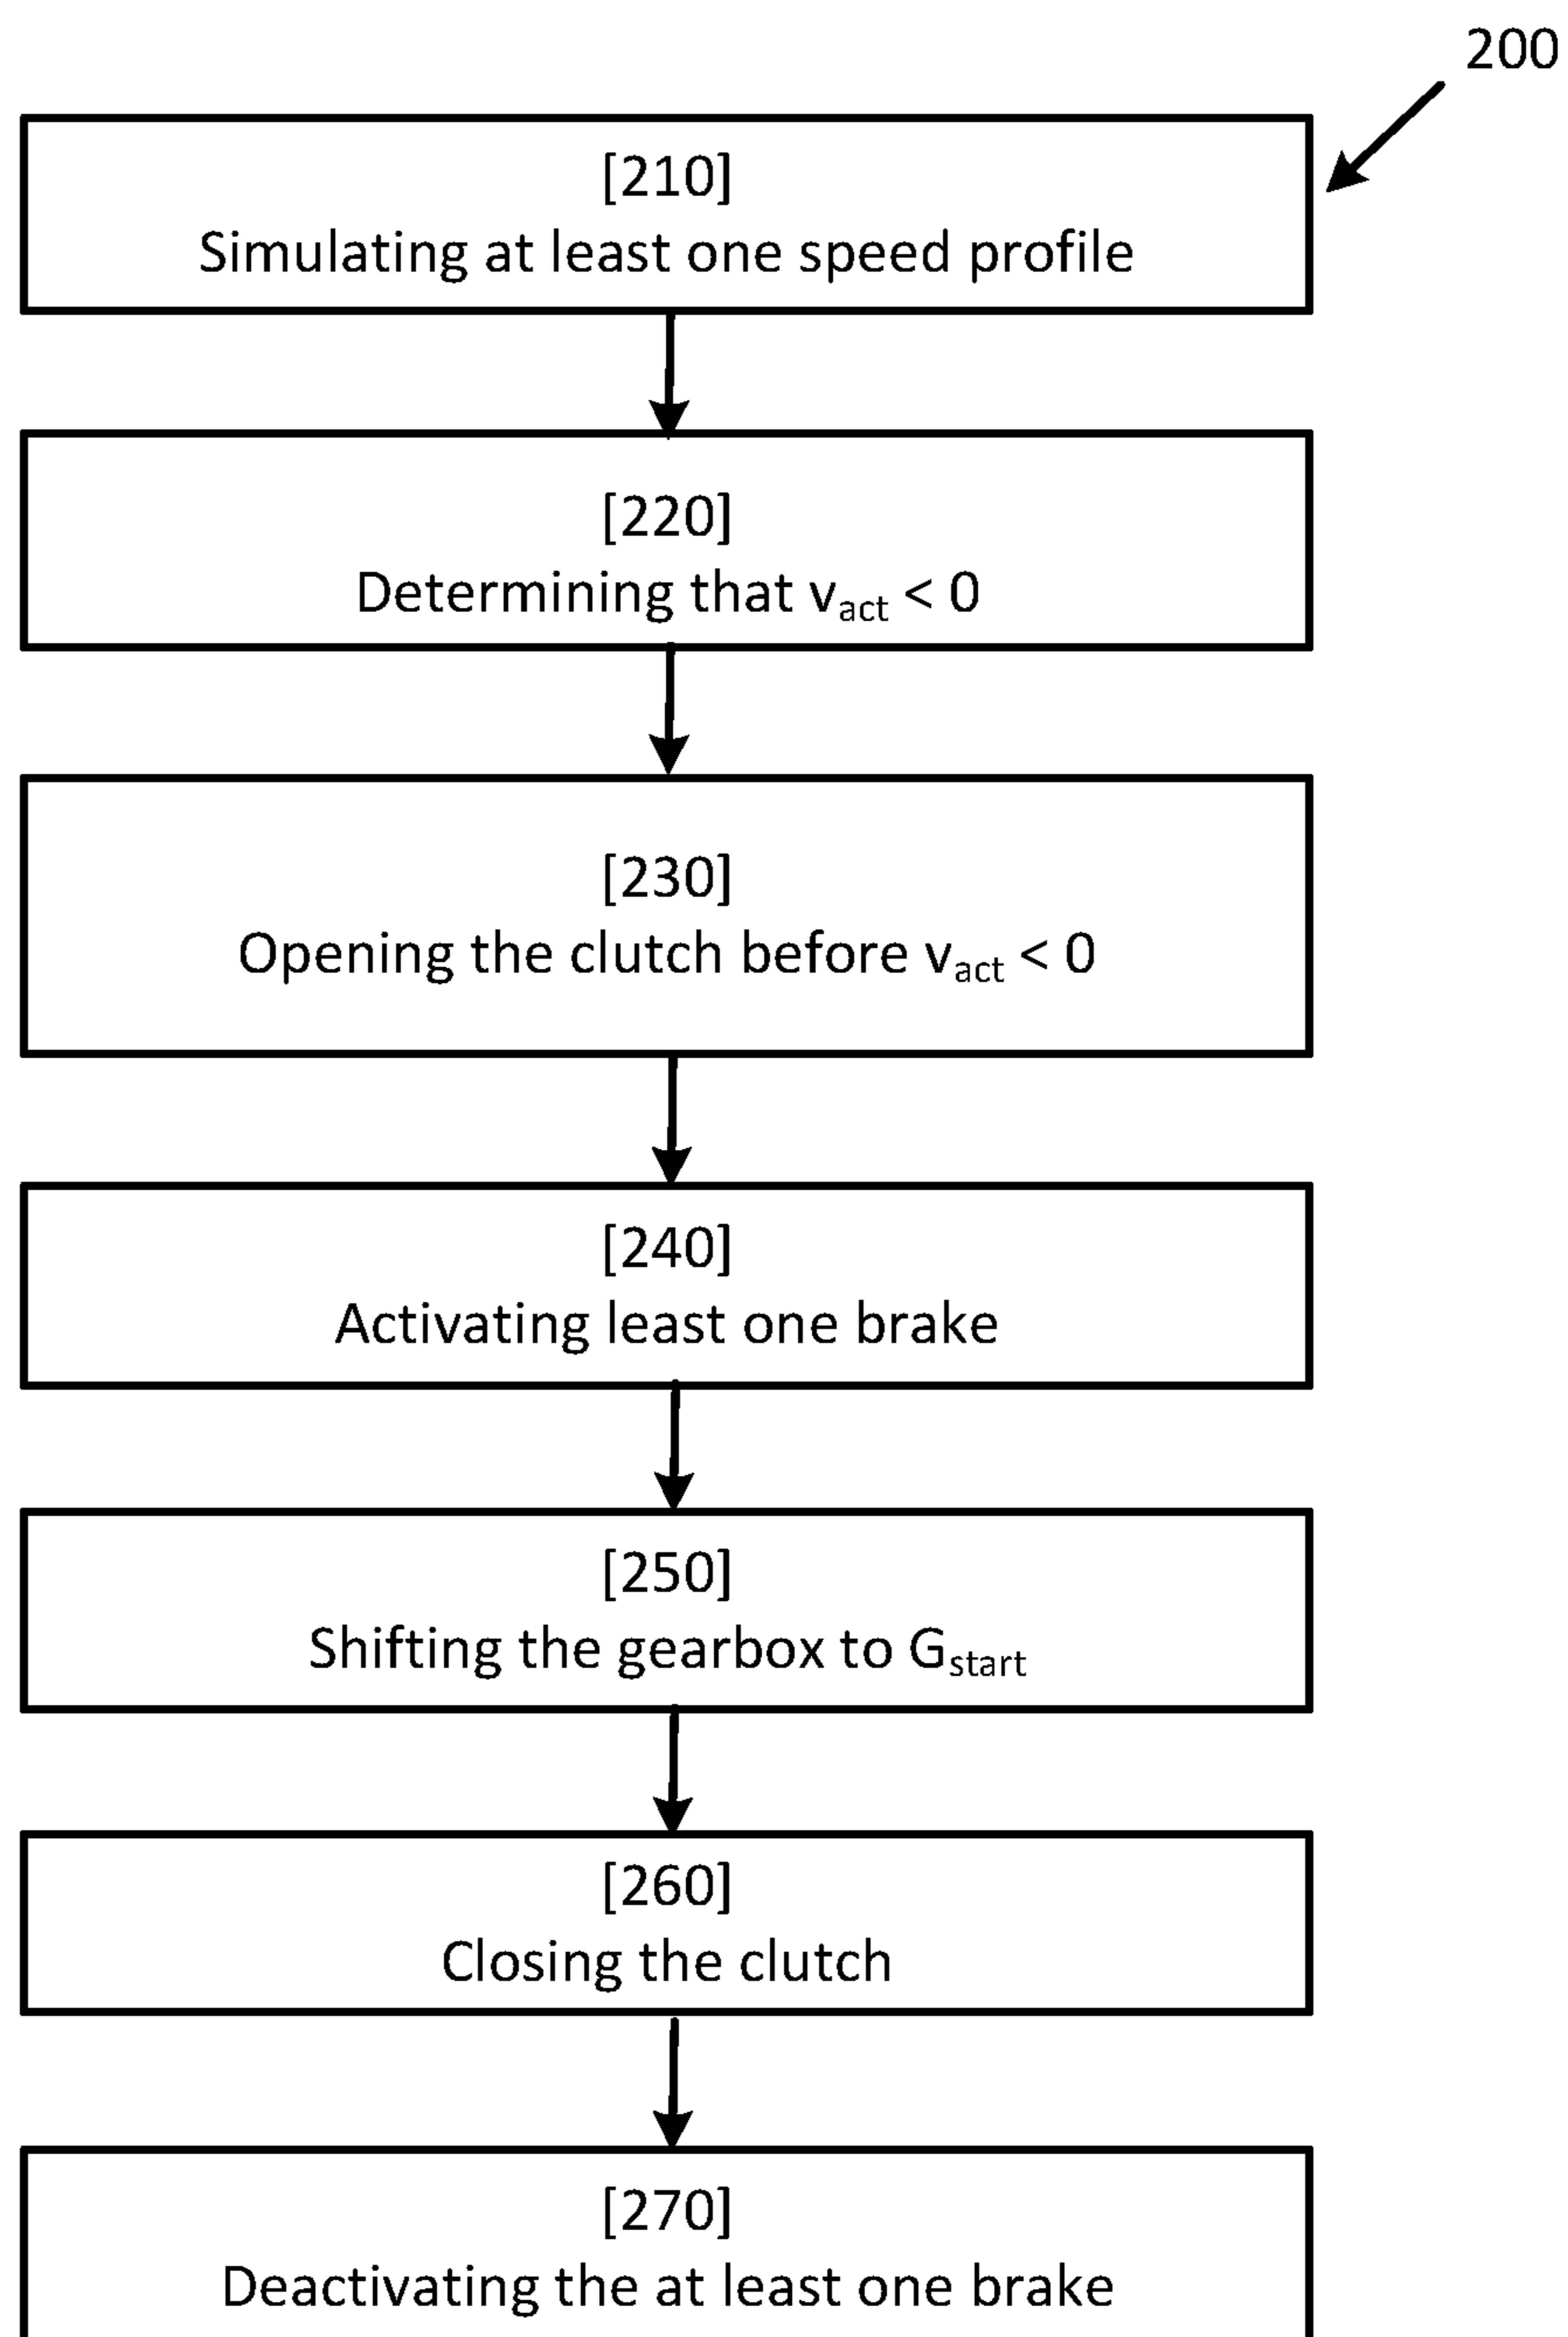 200
[210]
Simulating at least one speed profile
[220]
Determining that vact < 0
[230]
Opening the clutch before vact < 0
[240]
Activating least one brake
[250]
Shifting the gearbox to Gstart
[260]
Closing the clutch
[270]
Deactivating the at least one brake